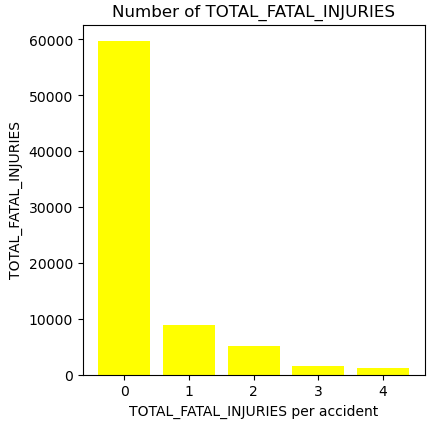 Number of TOTAL_FATAL_INJURIES
TOTAL_FATAL_INJURIES
60000
50000
40000
30000
20000
10000
0
0 1 2 3 4
TOTAL_FATAL_INJURIES per accident